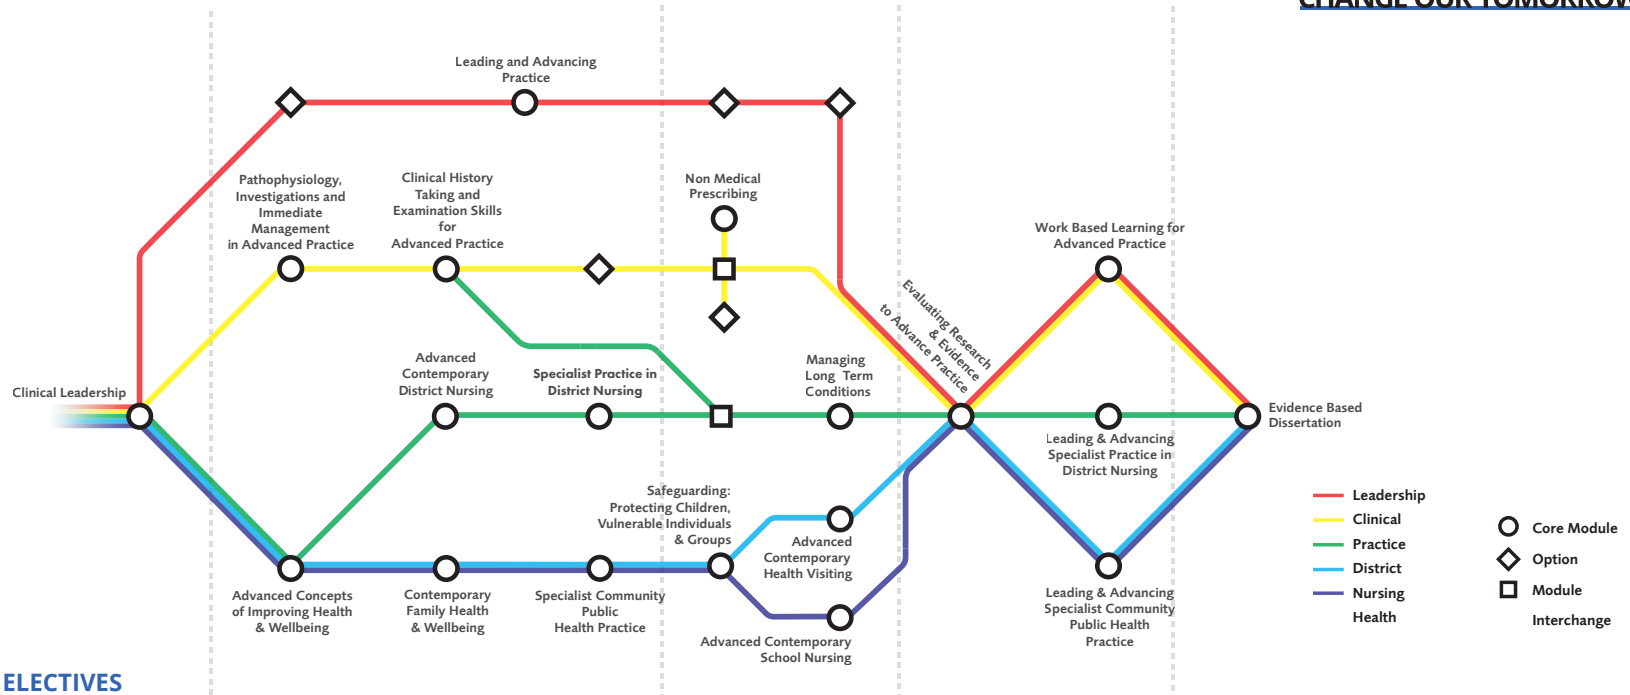 CHANGE OUR TOMORROW
Leading and Advancing
Practice
Pathophysiology,
Investigations and
Immediate
Management
in Advanced Practice
Clinical History
Taking and
Examination Skills
for
Advanced Practice
Non Medical
Prescribing
Work Based Learning for
Advanced Practice
Evaluating Research
& Evidence
to Advance Practice
Clinical Leadership
Advanced
Contemporary
District Nursing
Specialist Practice in
District Nursing
Managing
Long Term
Conditions
Evidence Based
Dissertation
Leading & Advancing
Specialist Practice in
District Nursing
Safeguarding:
Protecting Children,
Vulnerable Individuals
& Groups
Advanced
Contemporary
Health Visiting
Advanced Concepts
of Improving Health
& Wellbeing
Contemporary
Family Health
& Wellbeing
Specialist Community
Public
Health Practice
Advanced Contemporary
School Nursing
Leading & Advancing
Specialist Community
Public Health
Practice
Leadership
Clinical
Practice
District
Nursing
Health
Core Module
Option
Module
Interchange
ELECTIVES